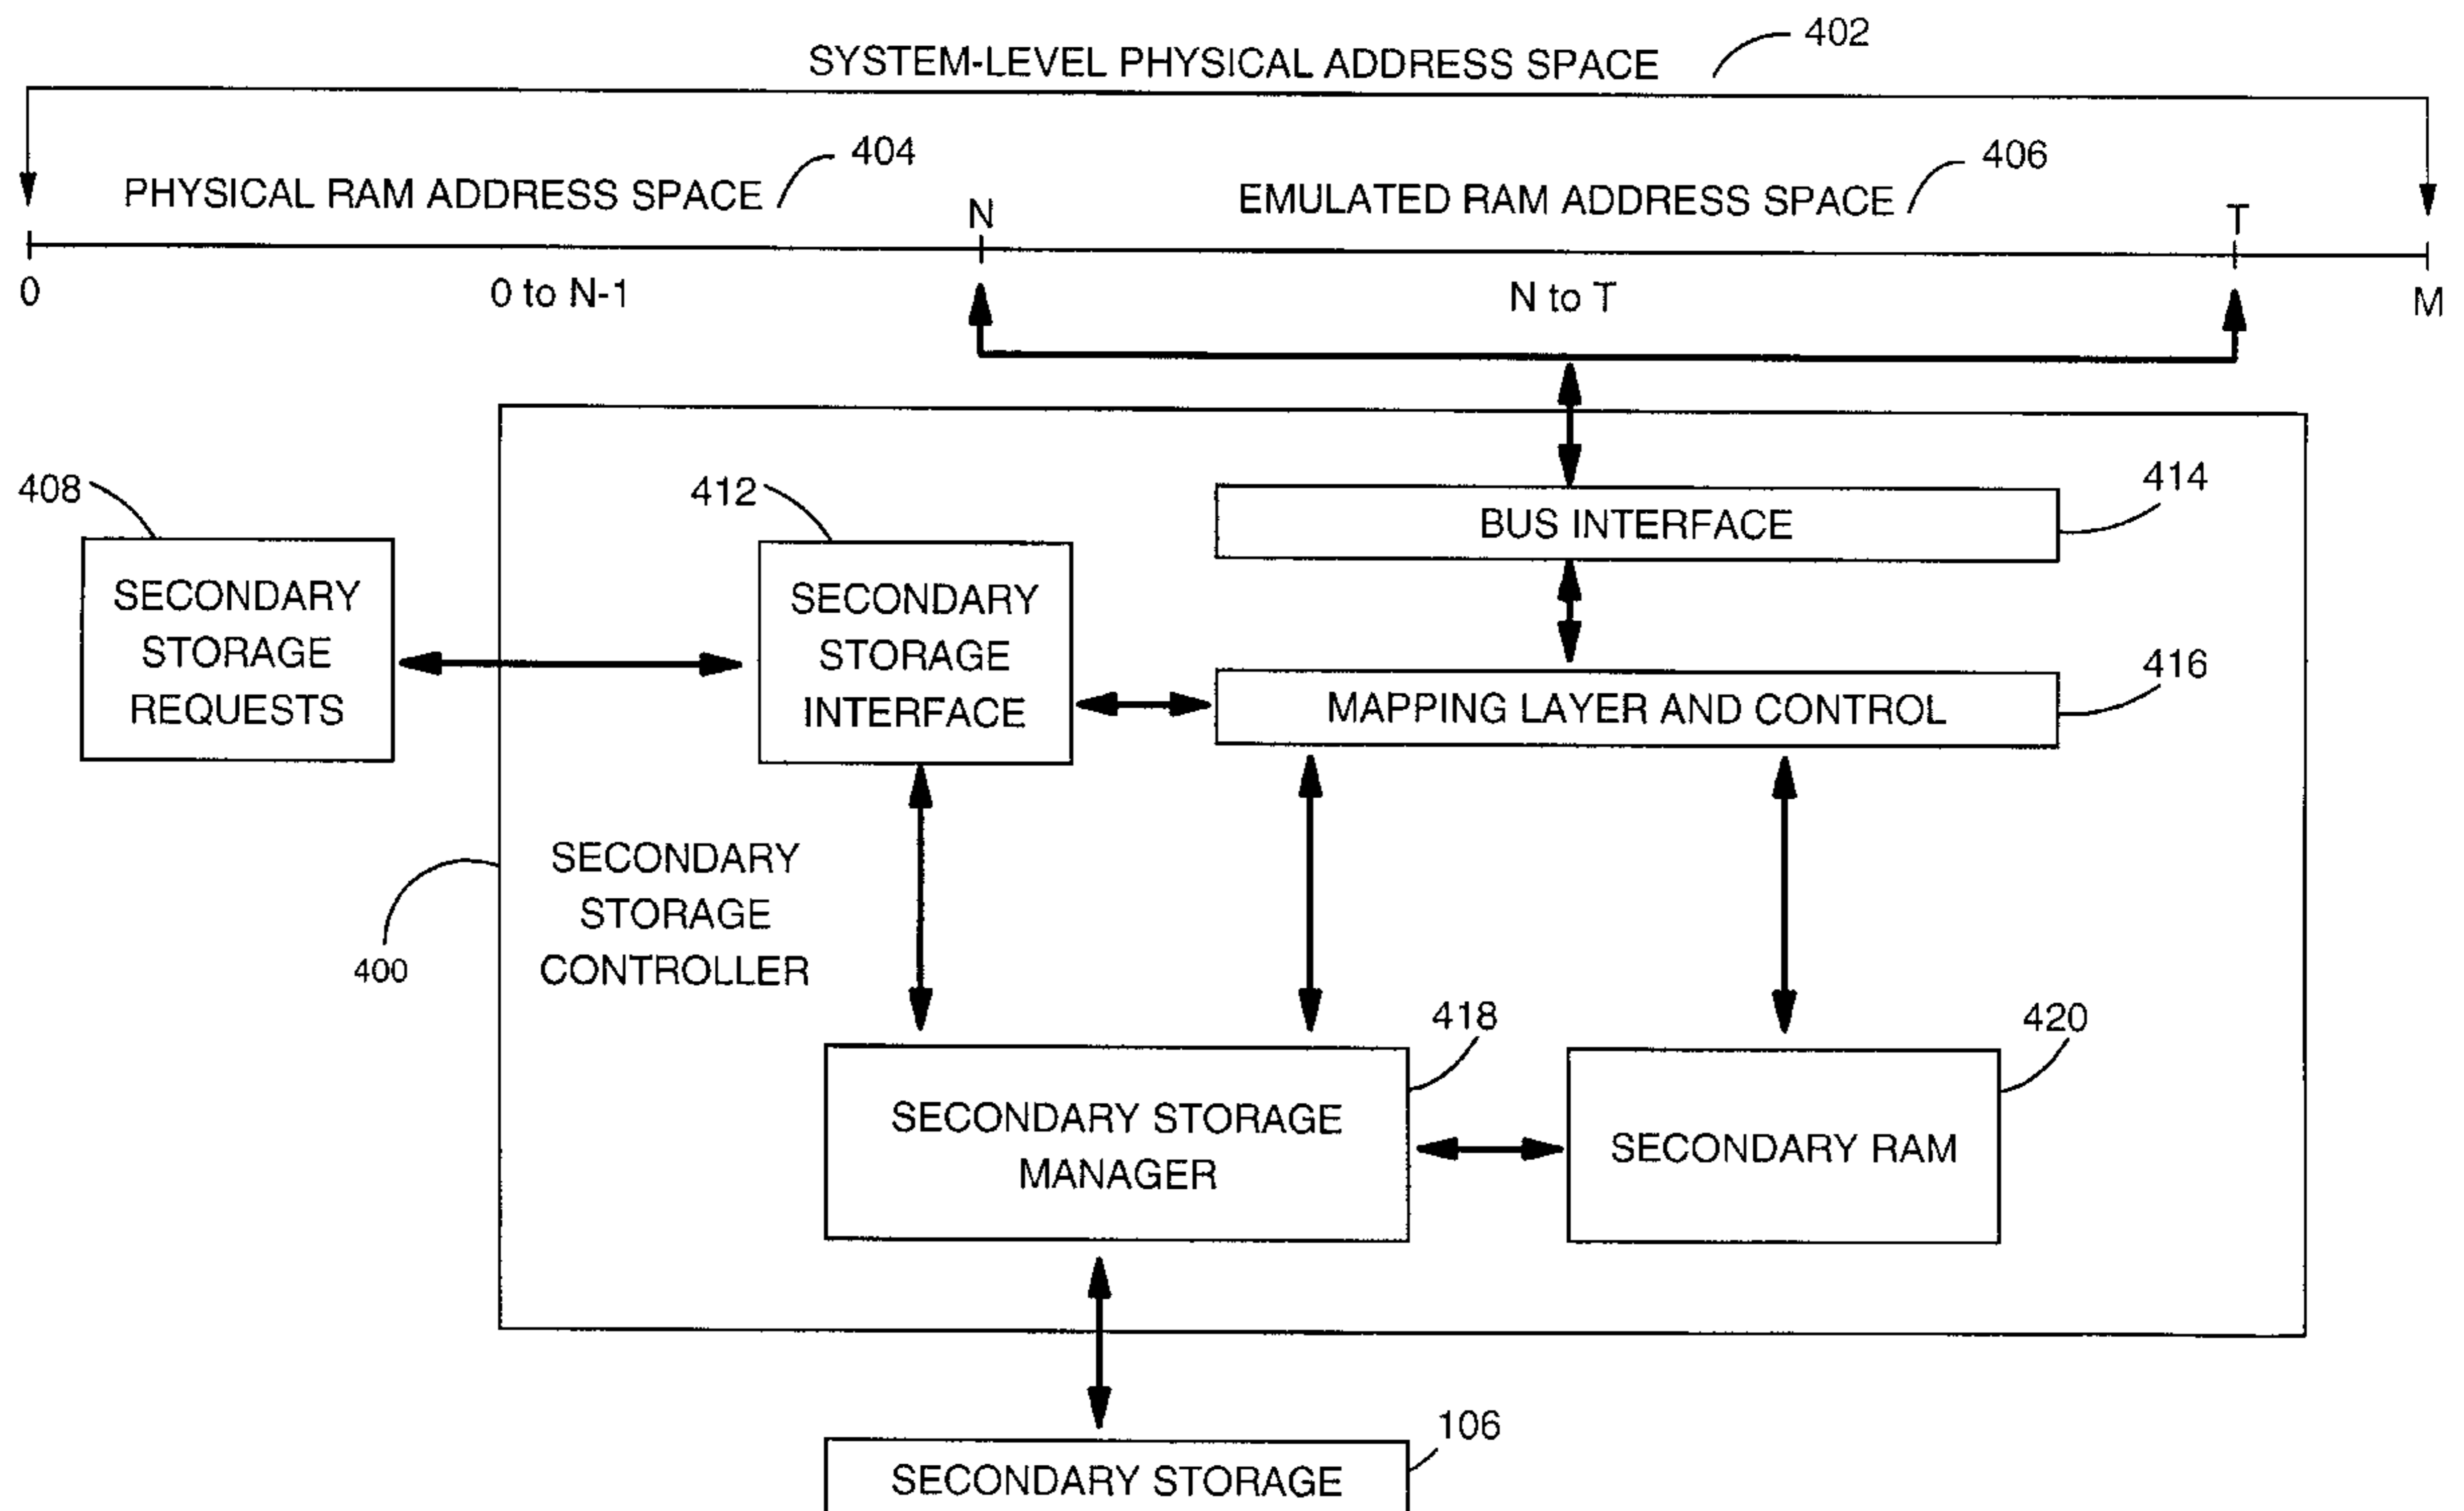 402
SYSTEM-LEVEL PHYSICAL ADDRESS SPACE
404
406
PHYSICAL RAM ADDRESS SPACE
EMULATED RAM ADDRESS SPACE
N
T
0
0 to N-1
N to T
M
408
412
414
SECONDARY
STORAGE
REQUESTS
SECONDARY
STORAGE
INTERFACE
BUS INTERFACE
416
MAPPING LAYER AND CONTROL
SECONDARY
STORAGE
CONTROLLER
400
418
420
SECONDARY STORAGE
MANAGER
SECONDARY RAM
106
SECONDARY STORAGE